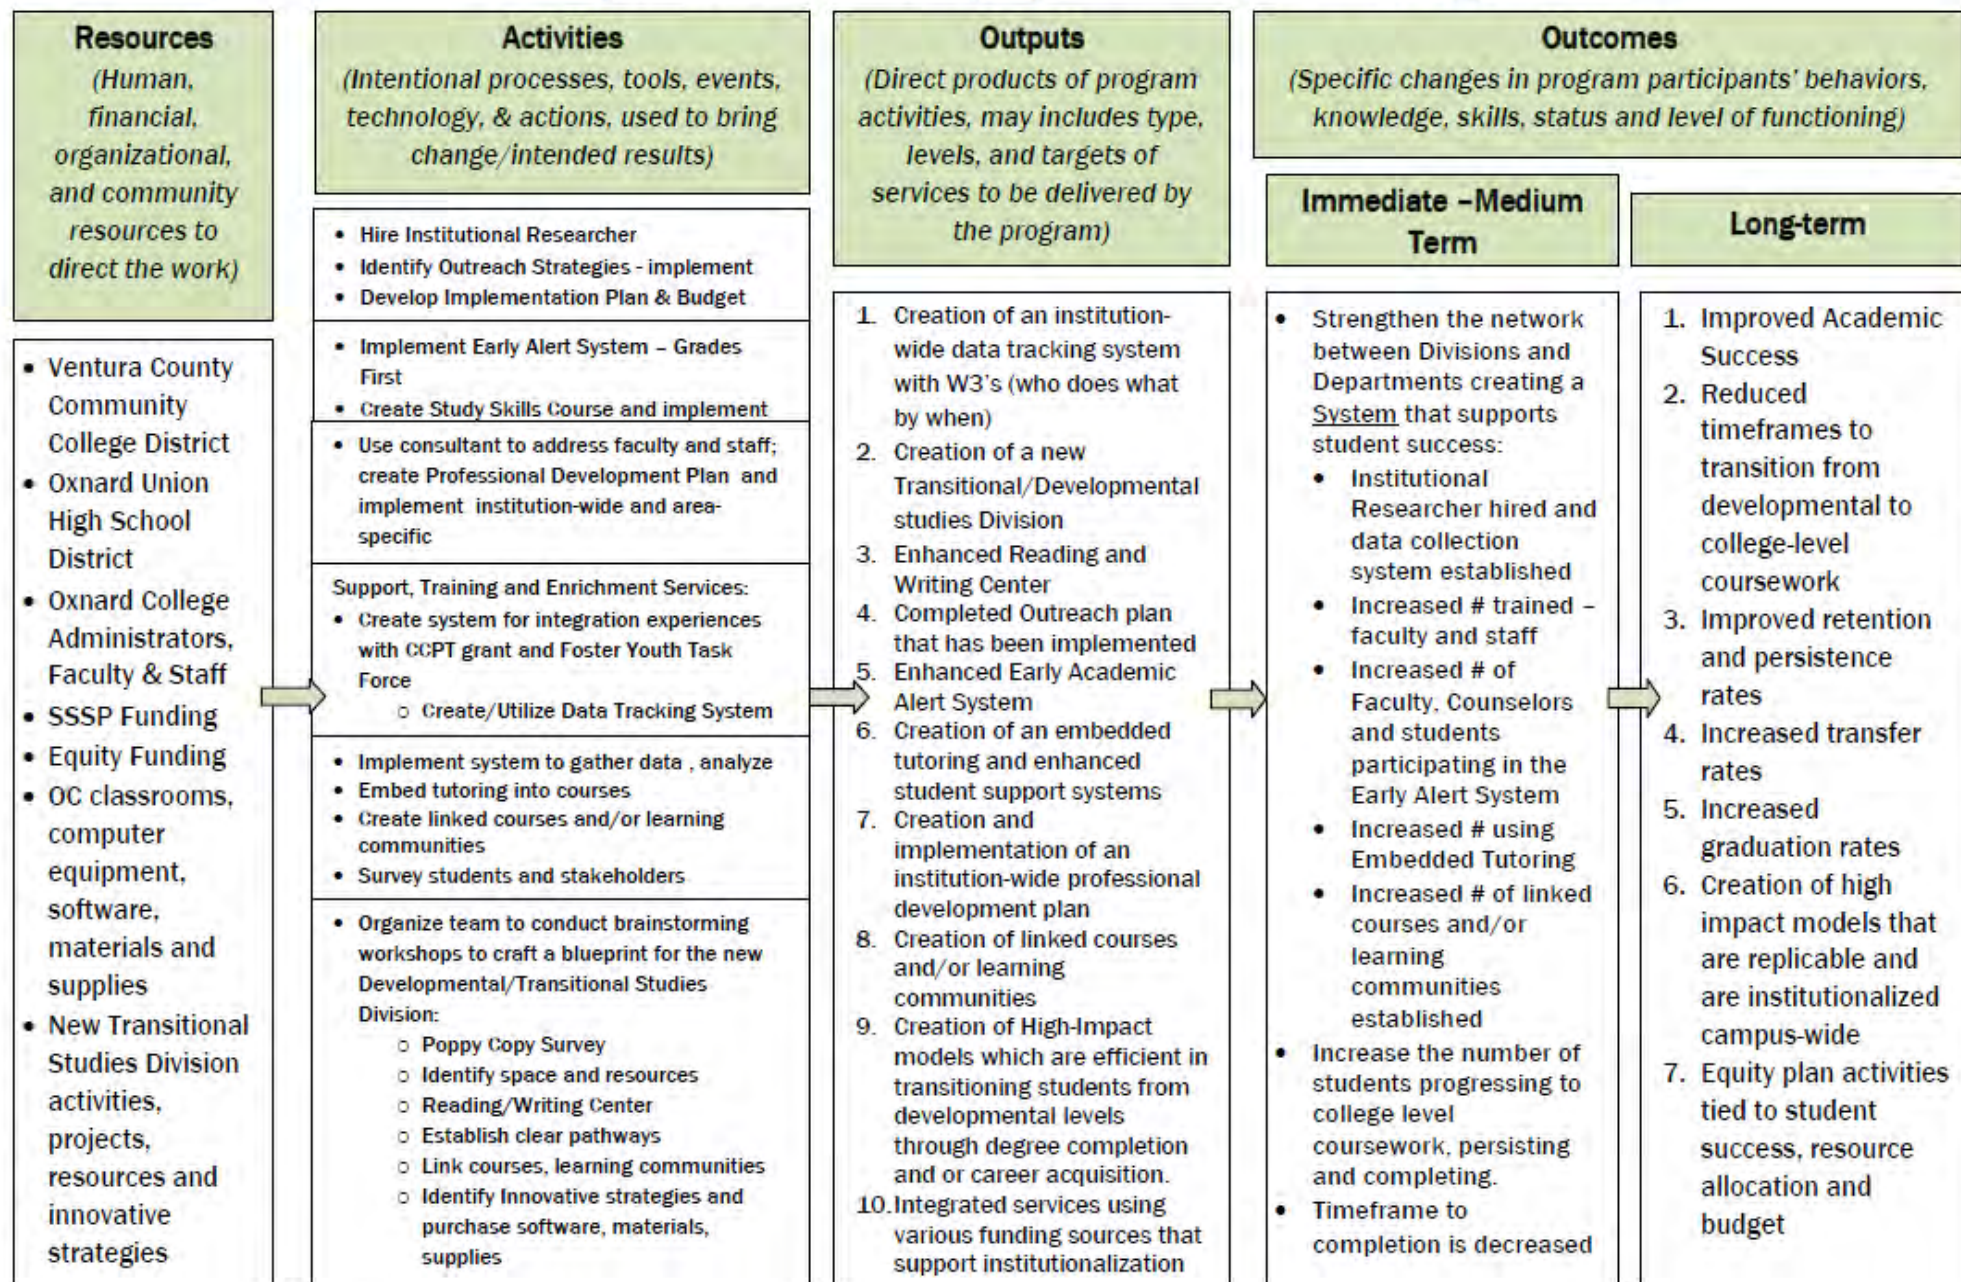 Resources
(Human,
financial,
organizational,
and community
resources to
direct the work)
• Ventura County
Community
College District
• Oxnard Union
High School
District
• Oxnard College
Administrators,
Faculty & Staff
• SSSP Funding
• Equity Funding
• OC classrooms,
computer
equipment,
software,
materials and
supplies
• New Transitional
Studies Division
activities,
projects,
resources and
innovative
strategies
Activities
(Intentional processes, tools, events,
technology, & actions, used to bring
change/intended results)
• Hire Institutional Researcher
• Identify Outreach Strategies - implement
• Develop Implementation Plan & Budget
• Implement Early Alert System – Grades
First
• Create Study Skills Course and implement
• Use consultant to address faculty and staff;
create Professional Development Plan and
implement institution-wide and area-
specific
Support, Training and Enrichment Services:
• Create system for integration experiences
with CCPT grant and Foster Youth Task
Force
o Create/Utilize Data Tracking System
• Implement system to gather data , analyze
• Embed tutoring into courses
• Create linked courses and/or learning
communities
• Survey students and stakeholders
• Organize team to conduct brainstorming
workshops to craft a blueprint for the new
Developmental/Transitional Studies
Division:
o Poppy Copy Survey
o Identify space and resources
o Reading/Writing Center
o Establish clear pathways
o Link courses, learning communities
o Identify Innovative strategies and
purchase software, materials,
supplies
Outputs
(Direct products of program
activities, may includes type,
levels, and targets of
services to be delivered by
the program)
1. Creation of an institution-
wide data tracking system
with W3's (who does what
by when)
2. Creation of a new
Transitional/Developmental
studies Division
3. Enhanced Reading and
Writing Center
4. Completed Outreach plan
that has been implemented
5. Enhanced Early Academic
Alert System
6. Creation of an embedded
tutoring and enhanced
student support systems
7. Creation and
implementation of an
institution-wide professional
development plan
8. Creation of linked courses
and/or learning
communities
9. Creation of High-Impact
models which are efficient in
transitioning students from
developmental levels
through degree completion
and or career acquisition.
10. Integrated services using
various funding sources that
support institutionalization
Outcomes
(Specific changes in program participants' behaviors,
knowledge, skills, status and level of functioning)
Immediate –Medium
Term
• Strengthen the network
between Divisions and
Departments creating a
System that supports
student success:
• Institutional
Researcher hired and
data collection
system established
• Increased # trained –
faculty and staff
• Increased # of
Faculty, Counselors
and students
participating in the
Early Alert System
• Increased # using
Embedded Tutoring
• Increased # of linked
courses and/or
learning
communities
established
• Increase the number of
students progressing to
college level
coursework, persisting
and completing.
• Timeframe to
completion is decreased
Long-term
1. Improved Academic
Success
2. Reduced
timeframes to
transition from
developmental to
college-level
coursework
3. Improved retention
and persistence
rates
4. Increased transfer
rates
5. Increased
graduation rates
6. Creation of high
impact models that
are replicable and
are institutionalized
campus-wide
7. Equity plan activities
tied to student
success, resource
allocation and
budget